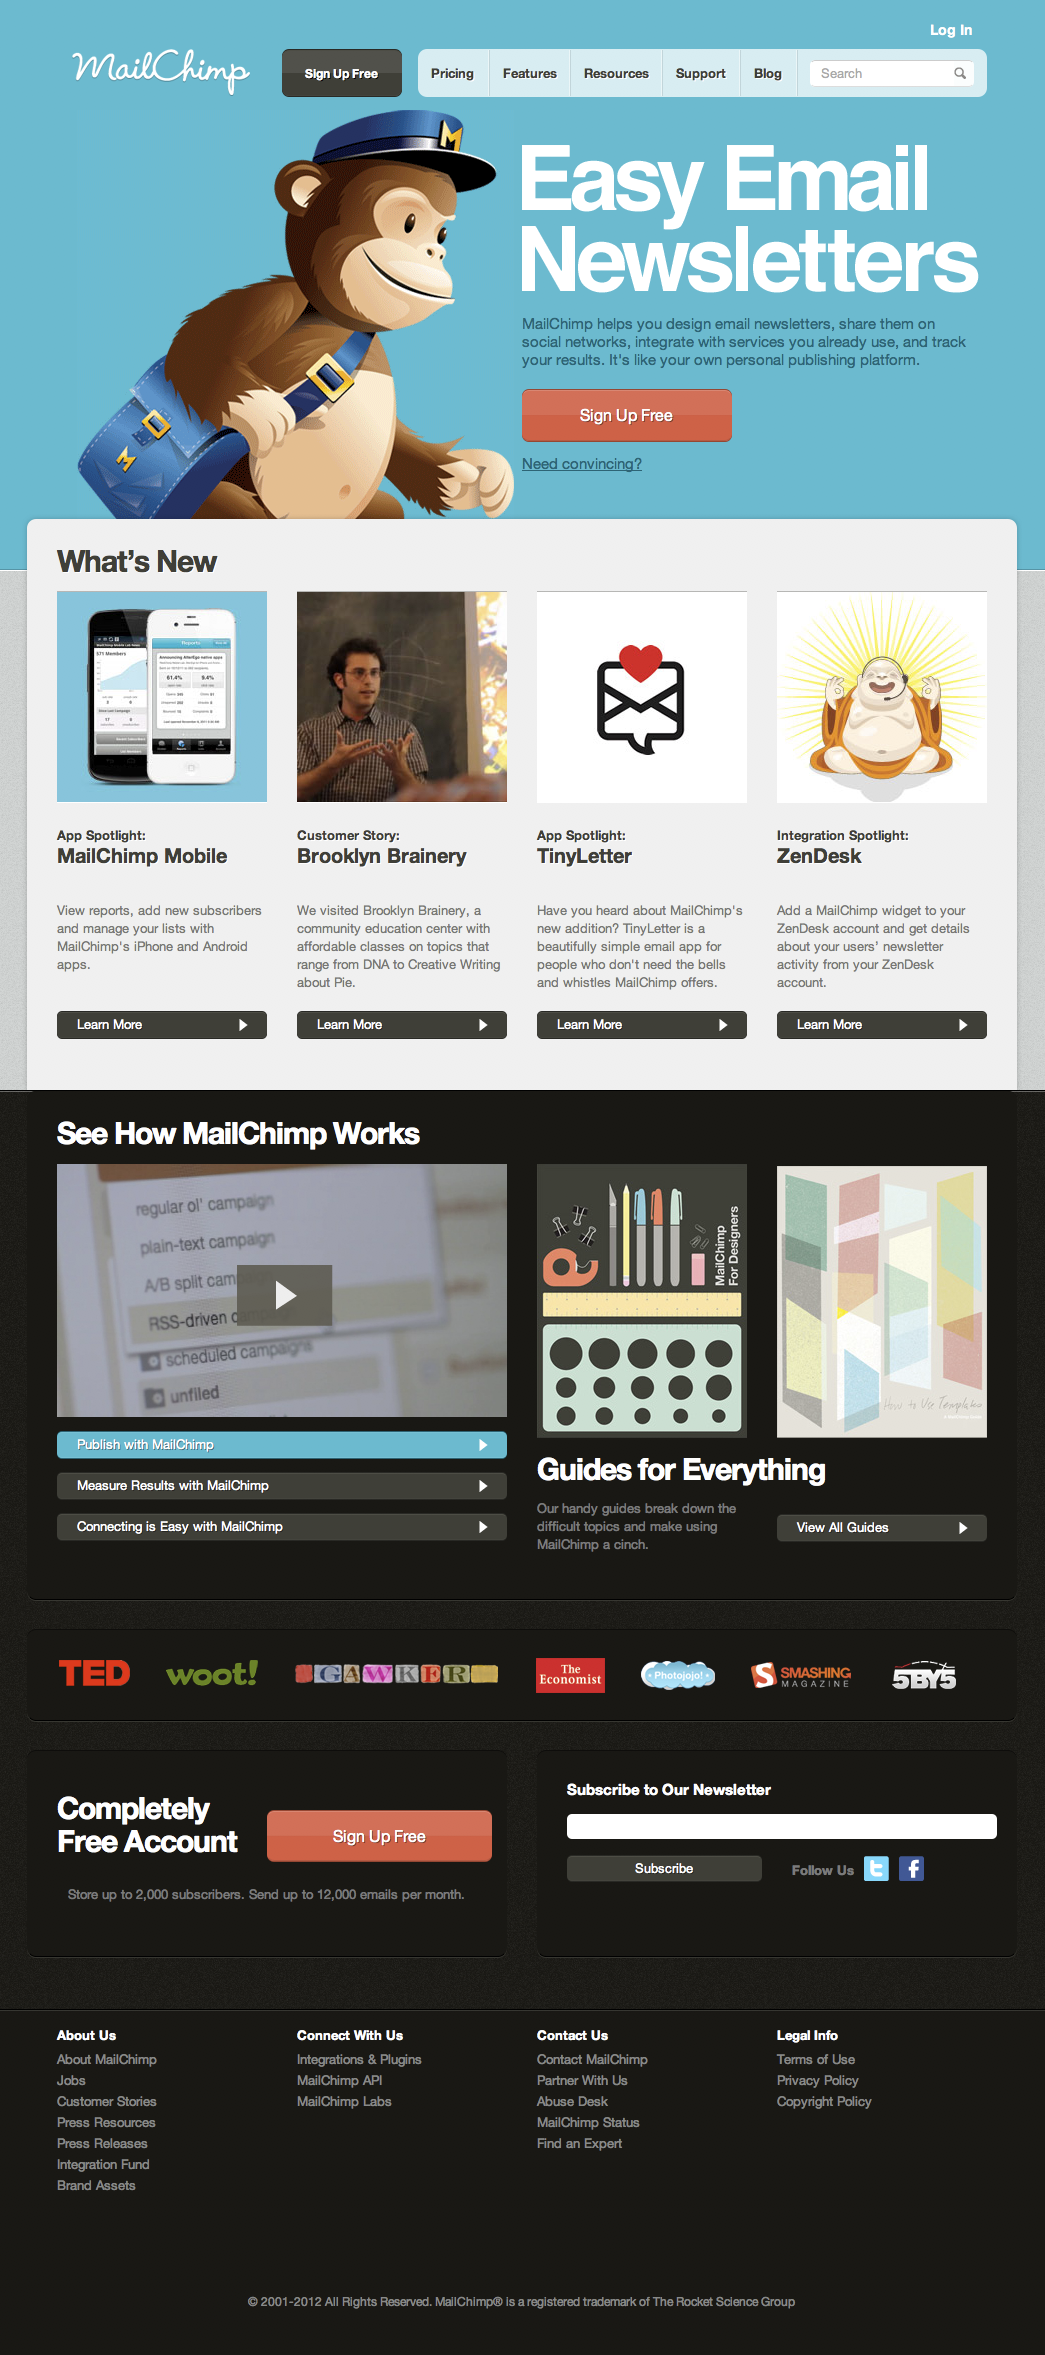 Log In
MailChimp
Sign Up Free
Pricing
Features
Resources
Support
Blog
Search
Easy Email
Newsletters
MailChimp helps you design email newsletters, share them on
social networks, integrate with services you already use, and track
your results. It's like your own personal publishing platform.
Sign Up Free
Need convincing?
What's New
571 Members
Reports
61.4%
9.4%
App Spotlight:
MailChimp Mobile
View reports, add new subscribers
and manage your lists with
MailChimp's iPhone and Android
apps.
Learn More
Customer Story:
Brooklyn Brainery
We visited Brooklyn Brainery, a
community education center with
affordable classes on topics that
range from DNA to Creative Writing
about Pie.
Learn More
App Spotlight:
TinyLetter
Have you heard about MailChimp's
new addition? TinyLetter is a
beautifully simple email app for
people who don't need the bells
and whistles MailChimp offers.
Learn More
Integration Spotlight:
ZenDesk
Add a MailChimp widget to your
ZenDesk account and get details
about your users' newsletter
activity from your ZenDesk
account.
Learn More
See How MailChimp Works
regular ol' campaign
plain-text campaign
A/B split campaign
RSS-driven
scheduled campaigns
unfiled
MailChimp
For Designers
How to Use Templates
Publish with MailChimp
Measure Results with MailChimp
Connecting is Easy with MailChimp
Guides for Everything
Our handy guides break down the
difficult topics and make using
MailChimp a cinch.
View All Guides
TED
woot!
GAWKER
The
Economist
Photojojo!
SMASHING
MAGAZINE
5BY5
Completely
Free Account
Sign Up Free
Store up to 2,000 subscribers. Send up to 12,000 emails per month.
Subscribe to Our Newsletter
Subscribe
Follow Us
About Us
About MailChimp
Jobs
Customer Stories
Press Resources
Press Releases
Integration Fund
Brand Assets
Connect With Us
Integrations & Plugins
MailChimp API
MailChimp Labs
Contact Us
Contact MailChimp
Partner With Us
Abuse Desk
MailChimp Status
Find an Expert
Legal Info
Terms of Use
Privacy Policy
Copyright Policy
© 2001-2012 All Rights Reserved. MailChimp® is a registered trademark of The Rocket Science Group